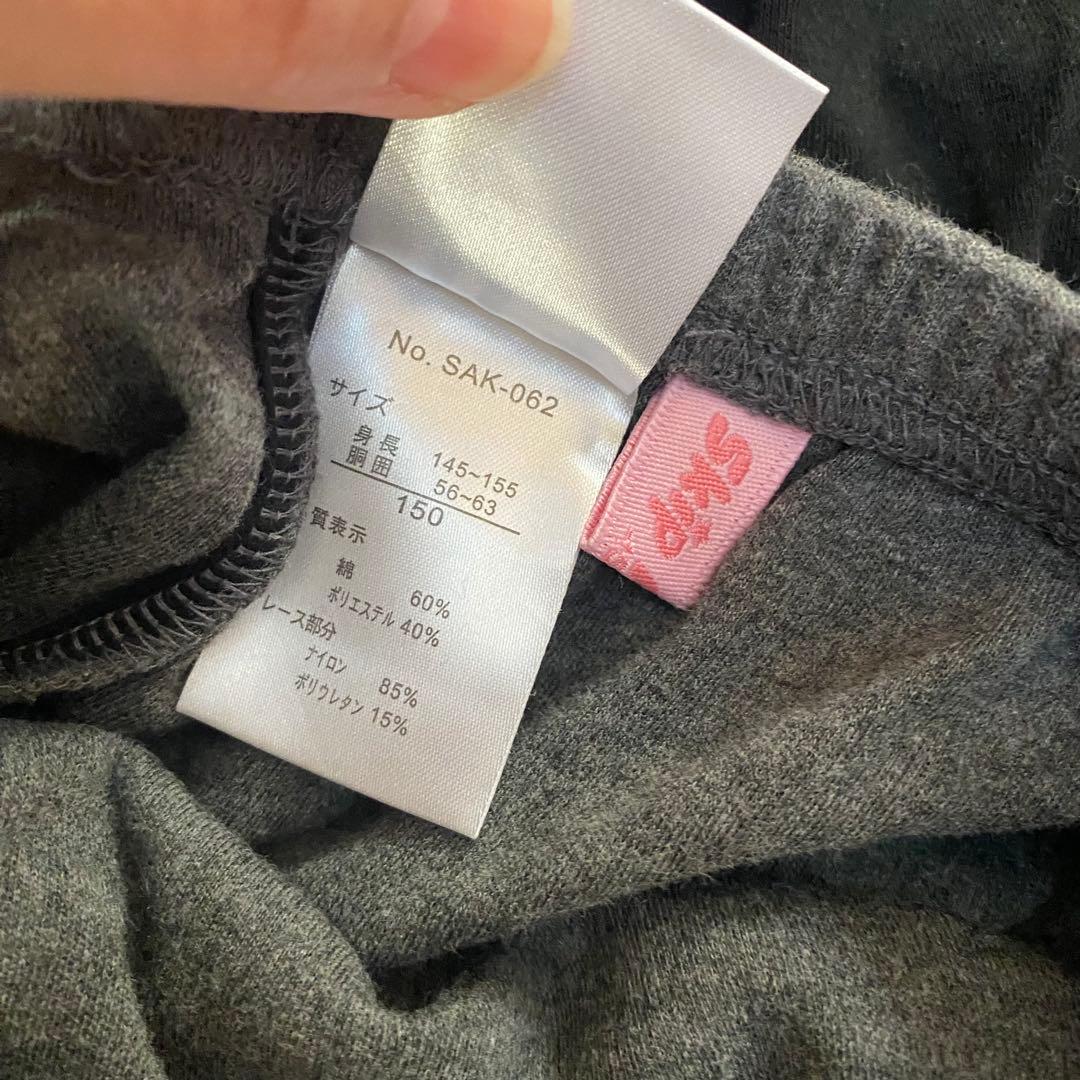 No. SAK-062
サイズ
身長 145~155
胴囲 56~63
150
質表示
綿 60%
ポリエステル 40%
レース部分
ナイロン 85%
ポリウレタン 15%
skip